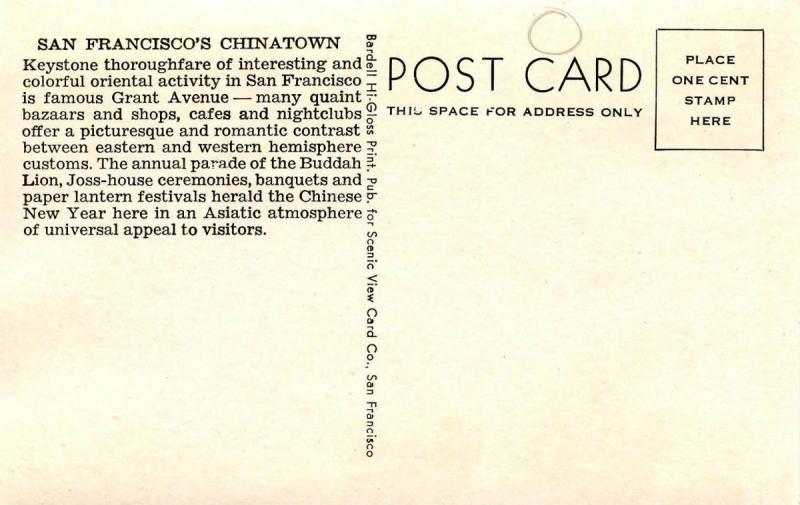 SAN FRANCISCO'S CHINATOWN
Keystone thoroughfare of interesting and
colorful oriental activity in San Francisco
is famous Grant Avenue — many quaint
bazaars and shops, cafes and nightclubs
offer a picturesque and romantic contrast
between eastern and western hemisphere
customs. The annual parade of the Buddah
Lion, Joss-house ceremonies, banquets and
paper lantern festivals herald the Chinese
New Year here in an Asiatic atmosphere
of universal appeal to visitors.
Bardell Hi-Gloss Print. Pub. for Scenic View Card Co., San Francisco
POST CARD
THIS SPACE FOR ADDRESS ONLY
PLACE
ONE CENT
STAMP
HERE